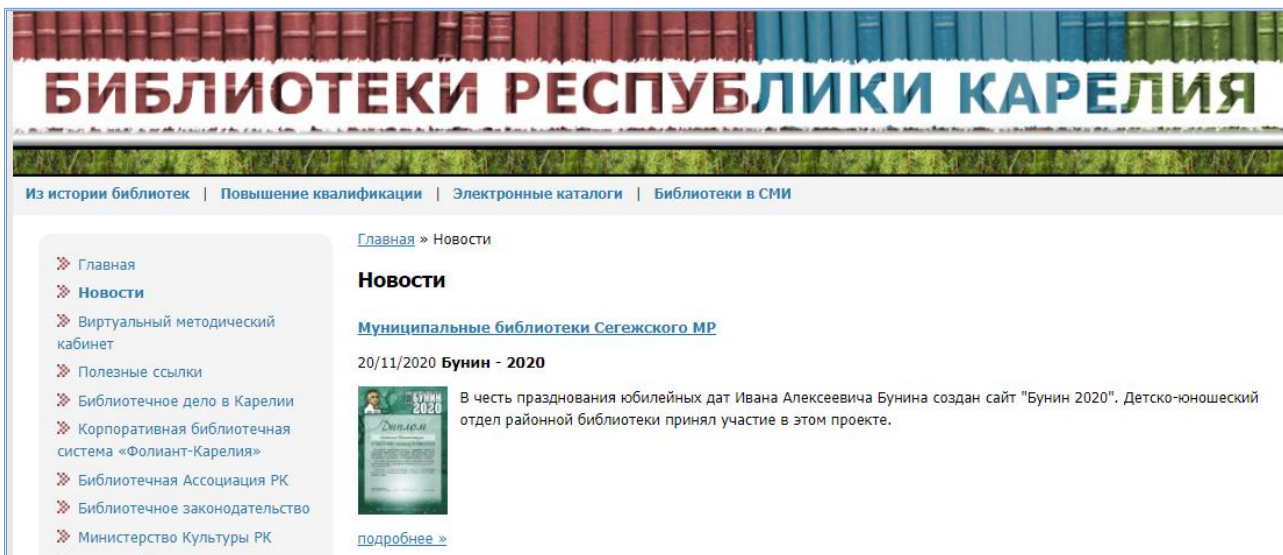 БИБЛИОТЕКИ РЕСПУБЛИКИ КАРЕЛИЯ
Из истории библиотек | Повышение квалификации | Электронные каталоги | Библиотеки в СМИ
Главная
Новости
Виртуальный методический
кабинет
Полезные ссылки
Библиотечное дело в Карелии
Корпоративная библиотечная
система «Фолиант-Карелия»
Библиотечная Ассоциация РК
Библиотечное законодательство
Министерство Культуры РК
Главная » Новости
Новости
Муниципальные библиотеки Сегежского МР
20/11/2020 Бунин - 2020
БУНИН
2020
Диплом
В честь празднования юбилейных дат Ивана Алексеевича Бунина создан сайт "Бунин 2020". Детско-юношеский
отдел районной библиотеки принял участие в этом проекте.
подробнее »